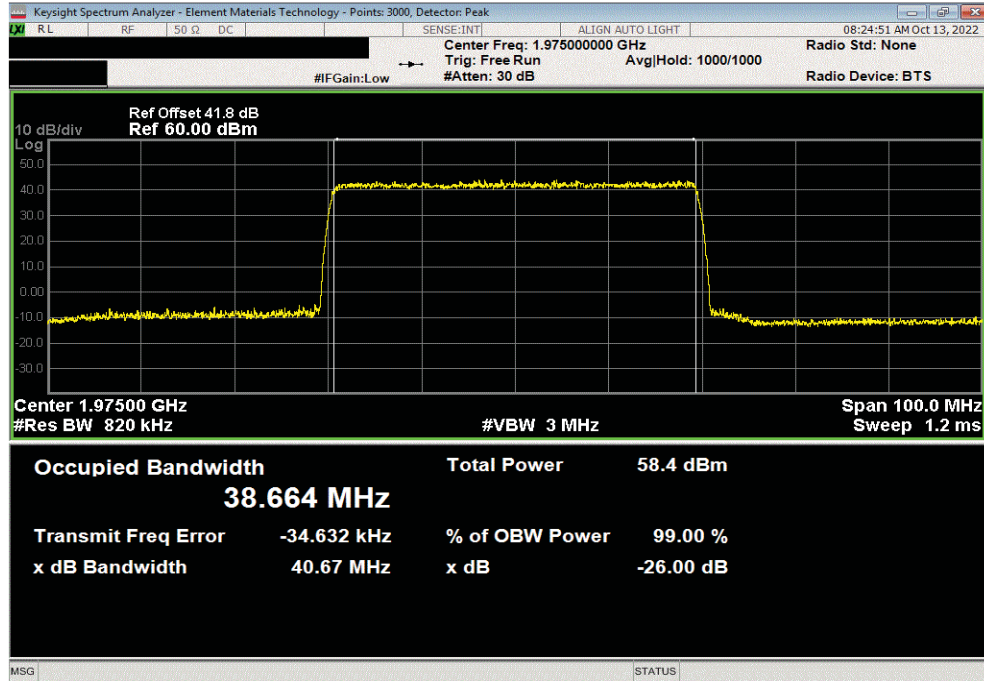 Keysight Spectrum Analyzer - Element Materials Technology - Points: 3000, Detector: Peak
LXI RL RF 50 Ω DC SENSE:INT ALIGN AUTO LIGHT 08:24:51 AM Oct 13, 2022
Center Freq: 1.975000000 GHz Radio Std: None
Trig: Free Run Avg|Hold: 1000/1000
#IFGain:Low #Atten: 30 dB Radio Device: BTS
Ref Offset 41.8 dB
10 dB/div Ref 60.00 dBm
Log
50.0
40.0
30.0
20.0
10.0
0.00
-10.0
-20.0
-30.0
Center 1.97500 GHz Span 100.0 MHz
#Res BW 820 kHz #VBW 3 MHz Sweep 1.2 ms
Occupied Bandwidth Total Power 58.4 dBm
38.664 MHz
Transmit Freq Error -34.632 kHz % of OBW Power 99.00 %
x dB Bandwidth 40.67 MHz x dB -26.00 dB
MSG STATUS